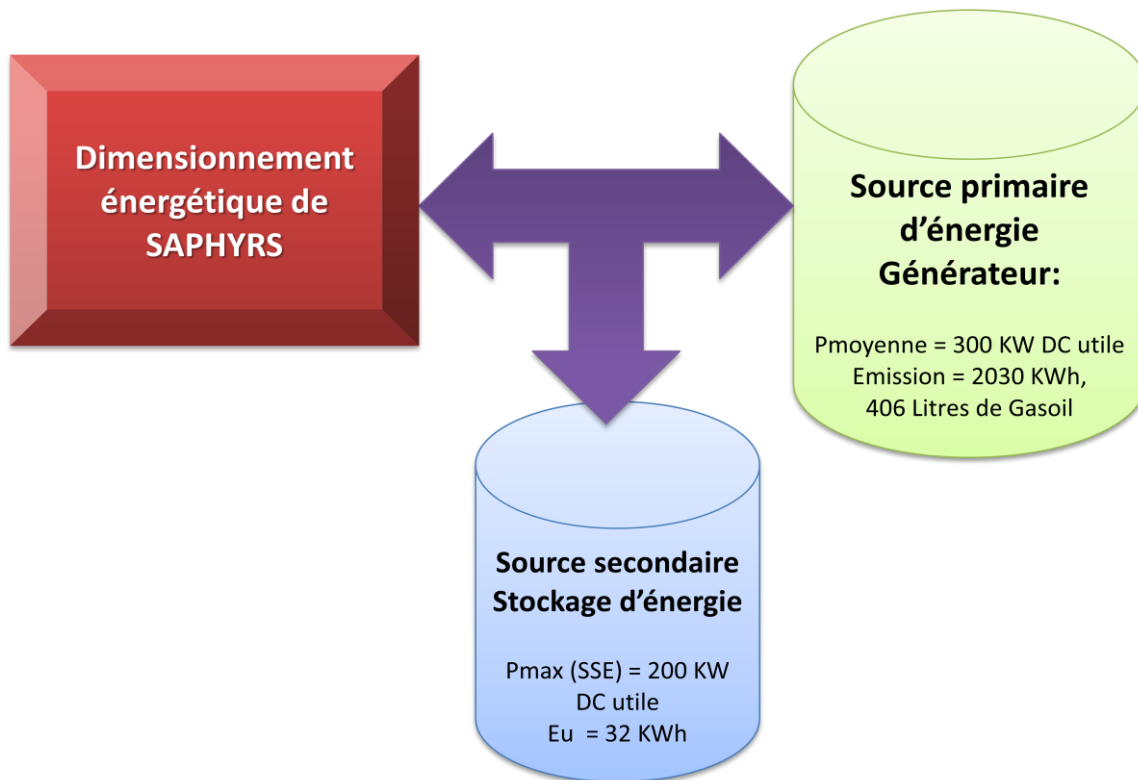 Dimensionnement
énergétique de
SAPHYRS
Source primaire
d'énergie
Générateur:
Pmoyenne = 300 KW DC utile
Emission = 2030 KWh,
406 Litres de Gasoil
Source secondaire
Stockage d'énergie
Pmax (SSE) = 200 KW
DC utile
Eu = 32 KWh